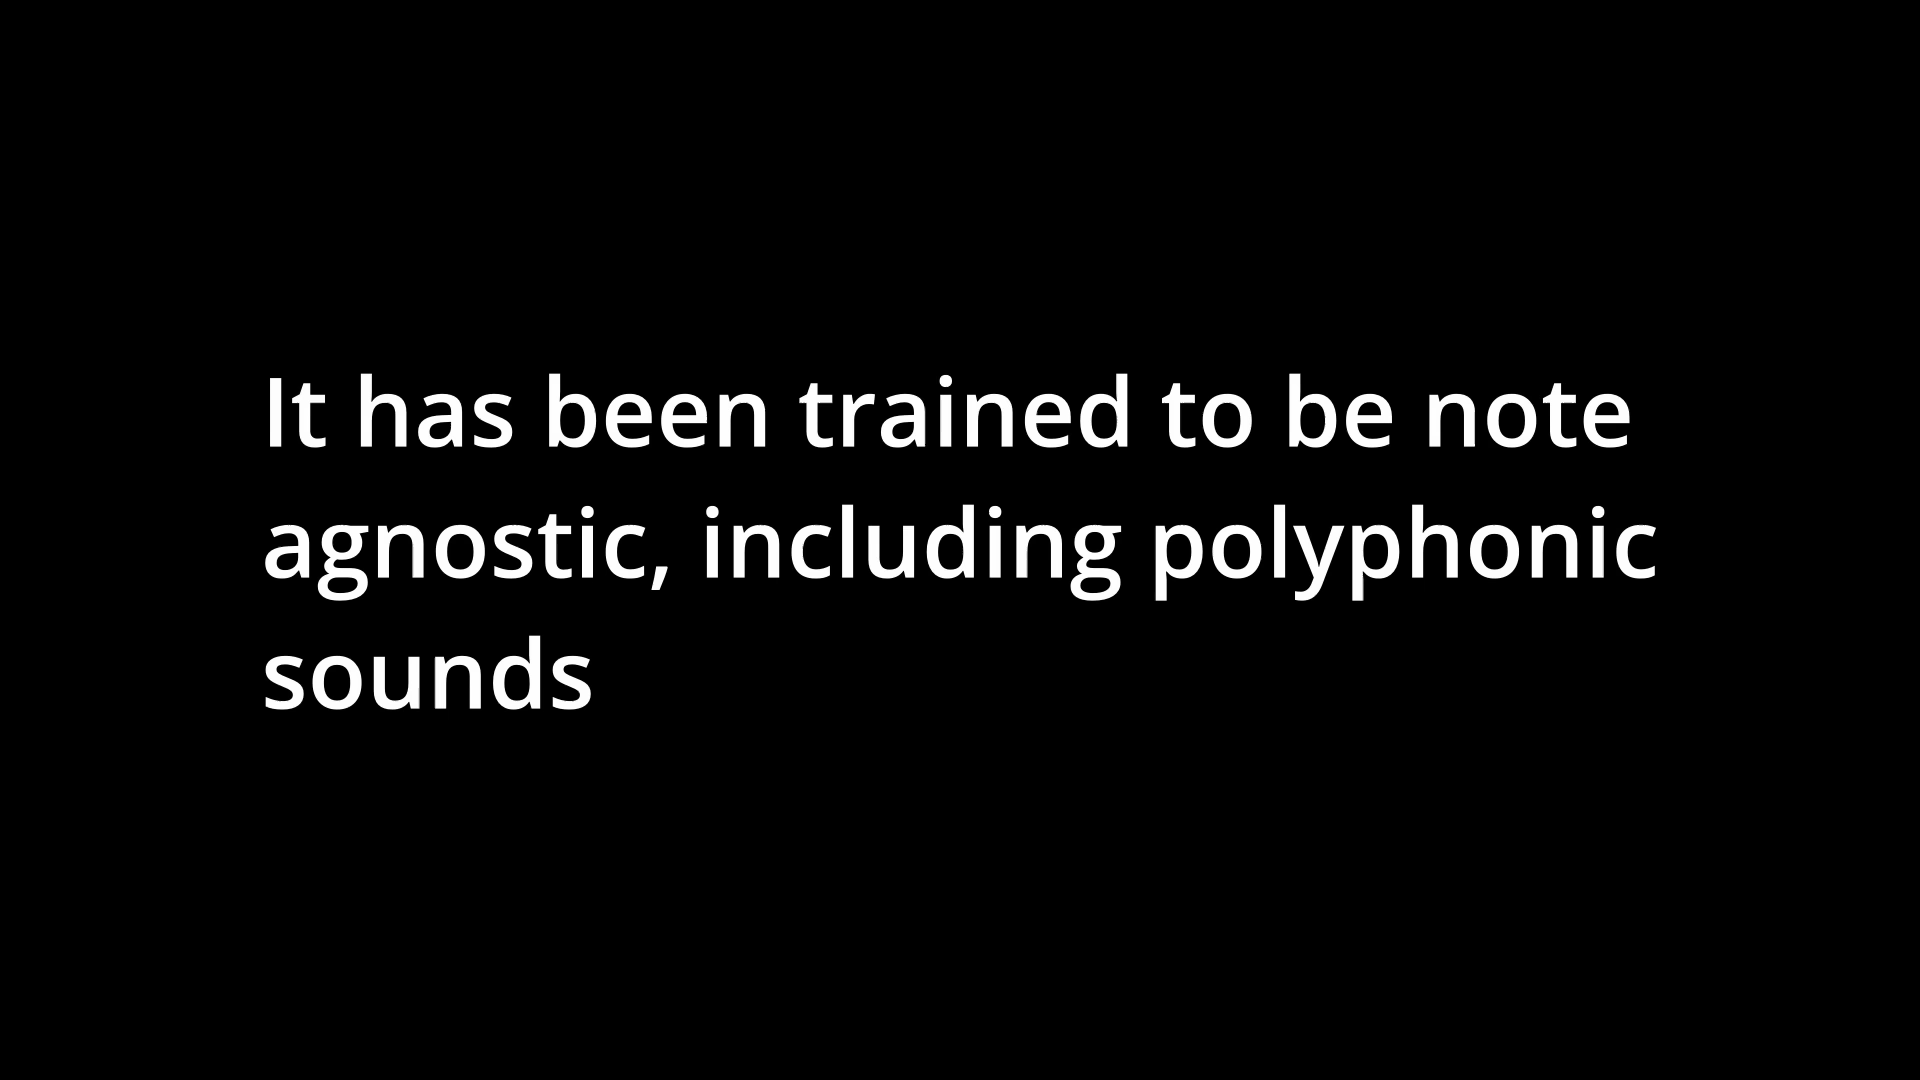 It has been trained to be note
agnostic, including polyphonic
sounds